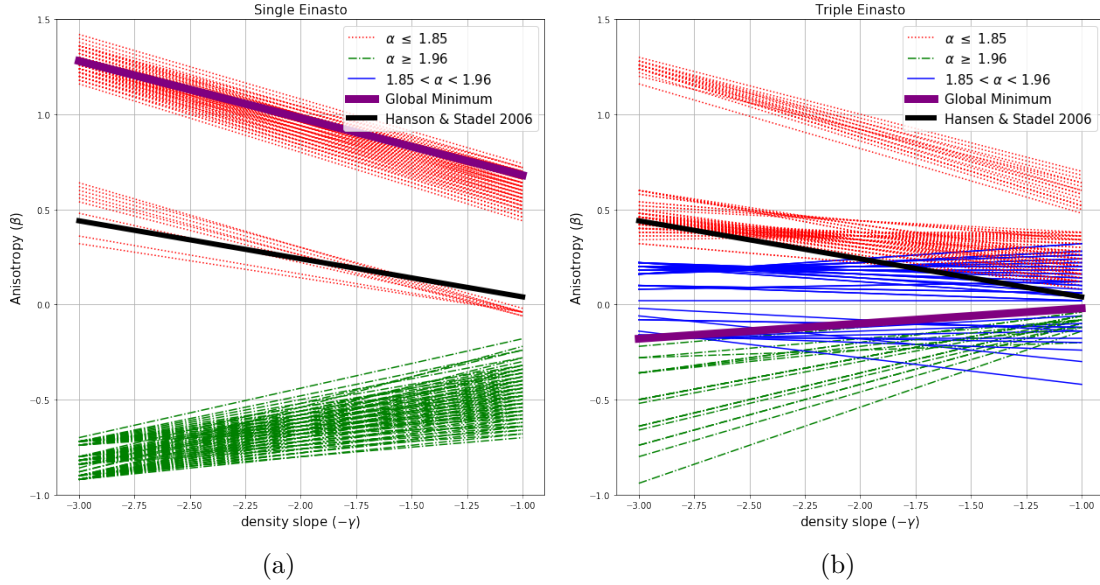 Single Einasto
1.5
1.0
0.5
0.0
−0.5
−1.0
Anisotropy (β)
−3.00
−2.75
−2.50
−2.25
−2.00
−1.75
−1.50
−1.25
−1.00
density slope (−γ)
α ≤ 1.85
α ≥ 1.96
1.85 < α < 1.96
Global Minimum
Hanson & Stadel 2006
(a)
Triple Einasto
1.5
1.0
0.5
0.0
−0.5
−1.0
Anisotropy (β)
−3.00
−2.75
−2.50
−2.25
−2.00
−1.75
−1.50
−1.25
−1.00
density slope (−γ)
α ≤ 1.85
α ≥ 1.96
1.85 < α < 1.96
Global Minimum
Hansen & Stadel 2006
(b)